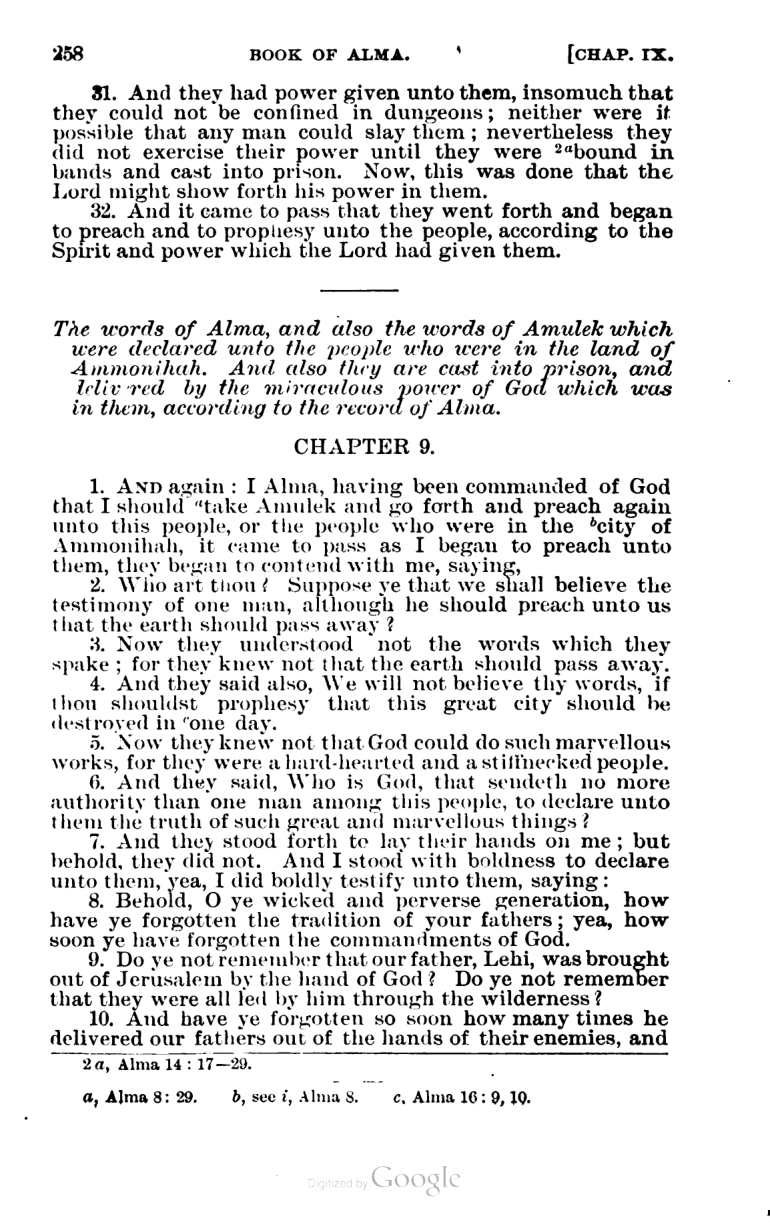 258 BOOK OF ALMA. [CHAP. IX.
31. And they had power given unto them, insomuch that
they could not be confined in dungeons; neither were it
possible that any man could slay them; nevertheless they
did not exercise their power until they were ²ᵃbound in
bands and cast into prison. Now, this was done that the
Lord might show forth his power in them.
32. And it came to pass that they went forth and began
to preach and to prophesy unto the people, according to the
Spirit and power which the Lord had given them.
The words of Alma, and also the words of Amulek which
were declared unto the people who were in the land of
Ammonihah. And also they are cast into prison, and
delivered by the miraculous power of God which was
in them, according to the record of Alma.
CHAPTER 9.
1. AND again: I Alma, having been commanded of God
that I should ᵃtake Amulek and go forth and preach again
unto this people, or the people who were in the ᵇcity of
Ammonihah, it came to pass as I began to preach unto
them, they began to contend with me, saying,
2. Who art thou? Suppose ye that we shall believe the
testimony of one man, although he should preach unto us
that the earth should pass away?
3. Now they understood not the words which they
spake; for they knew not that the earth should pass away.
4. And they said also, We will not believe thy words, if
thou shouldst prophesy that this great city should be
destroyed in ᶜone day.
5. Now they knew not that God could do such marvellous
works, for they were a hard-hearted and a stiffnecked people.
6. And they said, Who is God, that sendeth no more
authority than one man among this people, to declare unto
them the truth of such great and marvellous things?
7. And they stood forth to lay their hands on me; but
behold, they did not. And I stood with boldness to declare
unto them, yea, I did boldly testify unto them, saying:
8. Behold, O ye wicked and perverse generation, how
have ye forgotten the tradition of your fathers; yea, how
soon ye have forgotten the commandments of God.
9. Do ye not remember that our father, Lehi, was brought
out of Jerusalem by the hand of God? Do ye not remember
that they were all led by him through the wilderness?
10. And have ye forgotten so soon how many times he
delivered our fathers out of the hands of their enemies, and
2 a, Alma 14: 17—29.
a, Alma 8: 29. b, see i, Alma 8. c, Alma 16: 9, 10.
Digitized by Google